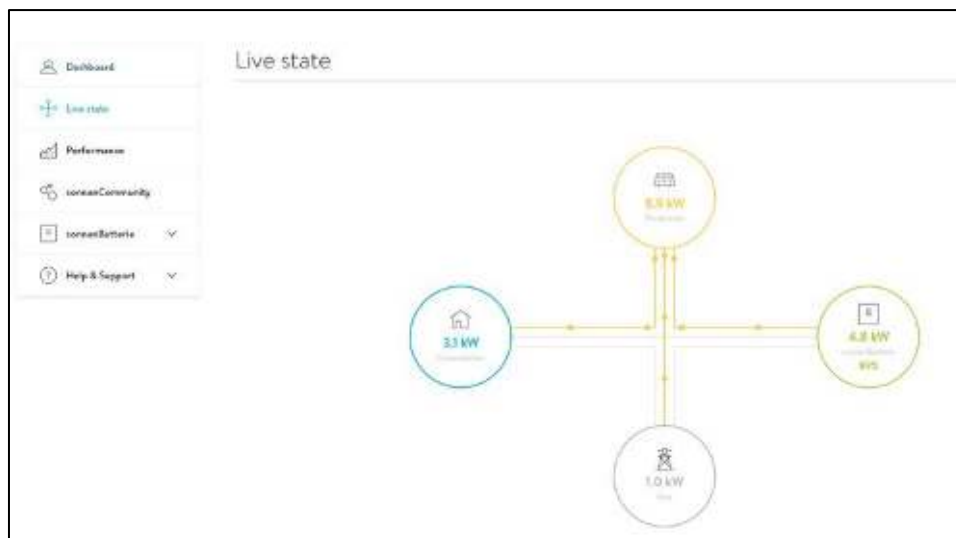 Live state
Dashboard
Live state
Performance
sonnenCommunity
sonnenBatterie
Help & Support
3.1 kW
4.8 kW
1.0 kW